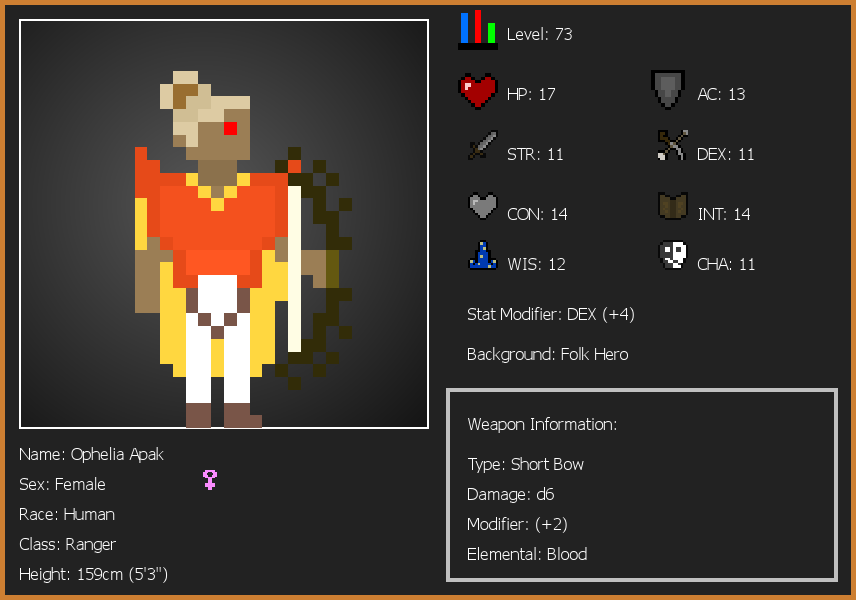 Level: 73
HP: 17
AC: 13
STR: 11
DEX: 11
CON: 14
INT: 14
WIS: 12
CHA: 11
Stat Modifier: DEX (+4)
Background: Folk Hero
Weapon Information:
Type: Short Bow
Damage: d6
Modifier: (+2)
Elemental: Blood
Name: Ophelia Apak
Sex: Female
Race: Human
Class: Ranger
Height: 159cm (5'3")